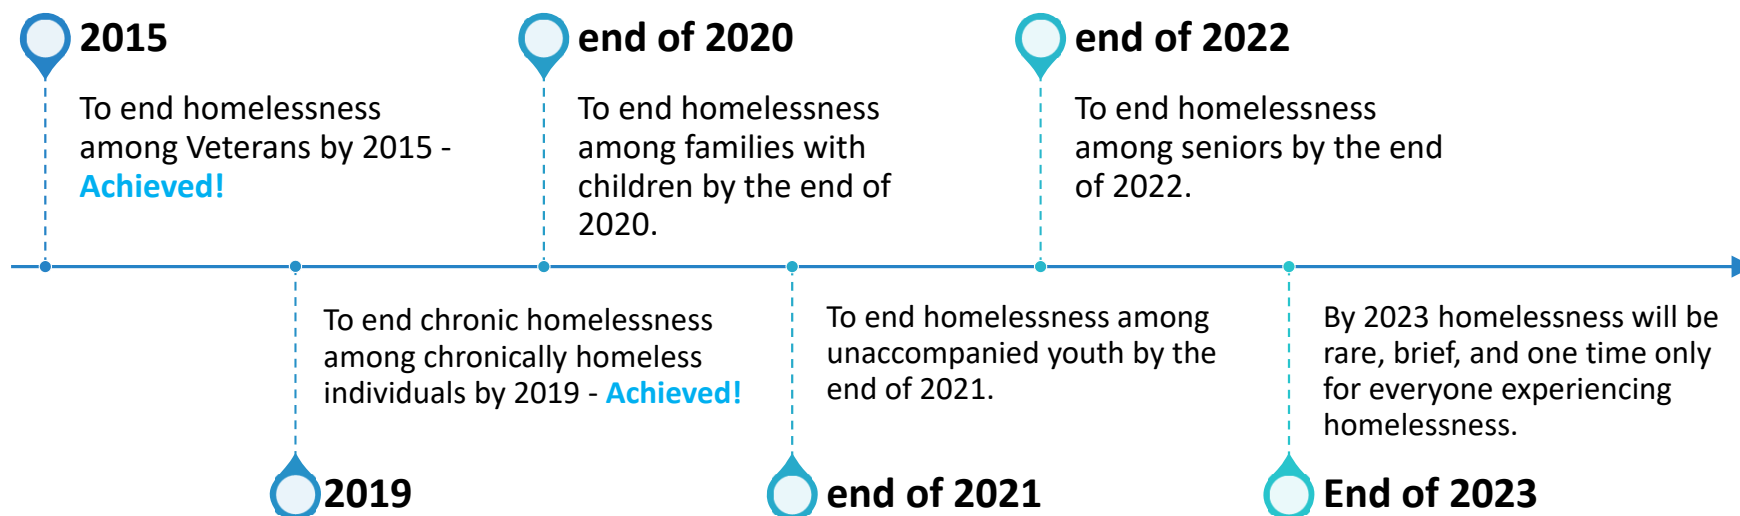 2015
To end homelessness
among Veterans by 2015 -
Achieved!
end of 2020
To end homelessness
among families with
children by the end of
2020.
end of 2022
To end homelessness
among seniors by the end
of 2022.
To end chronic homelessness
among chronically homeless
individuals by 2019 - Achieved!
2019
To end homelessness among
unaccompanied youth by the
end of 2021.
end of 2021
By 2023 homelessness will be
rare, brief, and one time only
for everyone experiencing
homelessness.
End of 2023